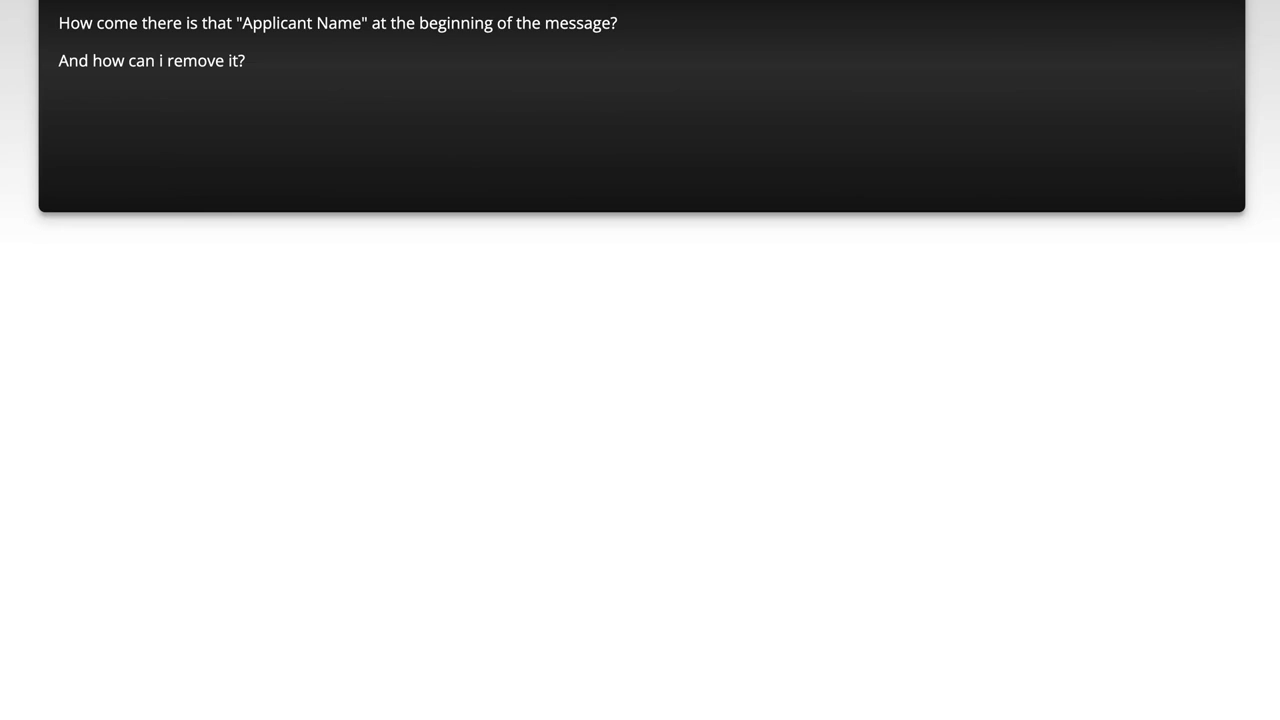 How come there is that "Applicant Name" at the beginning of the message?
And how can i remove it?